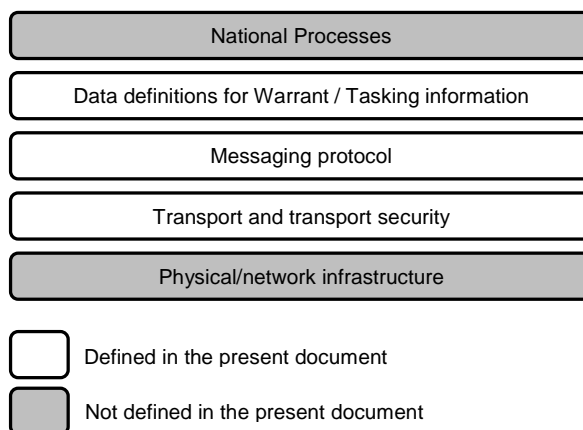 National Processes
Data definitions for Warrant / Tasking information
Messaging protocol
Transport and transport security
Physical/network infrastructure
Defined in the present document
Not defined in the present document